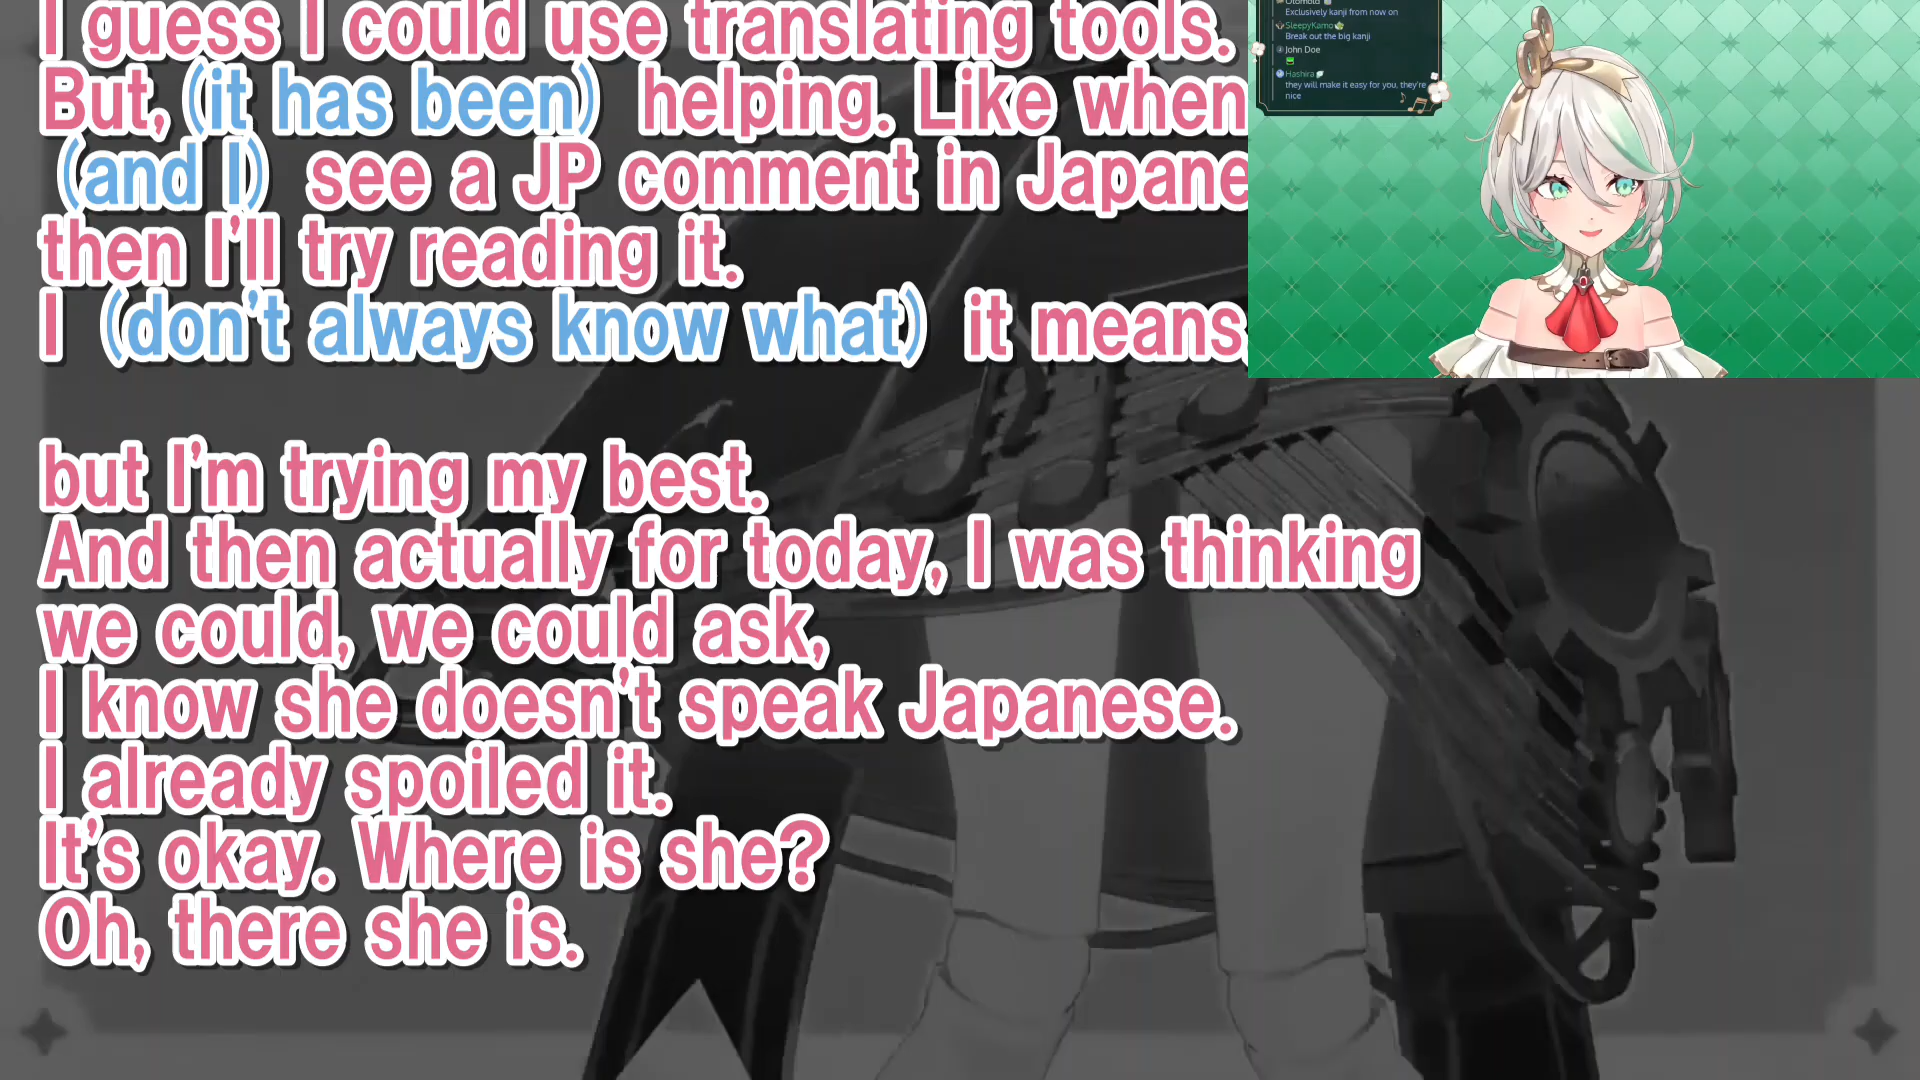 I guess I could use translating tools.
But, (it has been) helping. Like when
(and I) see a JP comment in Japane
then I'll try reading it.
I (don't always know what) it means,
but I'm trying my best.
And then actually for today, I was thinking
we could, we could ask,
I know she doesn't speak Japanese.
I already spoiled it.
It's okay. Where is she?
Oh, there she is.
Exclusively kanji from now on
SleepyKamo
Break out the big kanji
John Doe
Hashira
they will make it easy for you, they're
nice